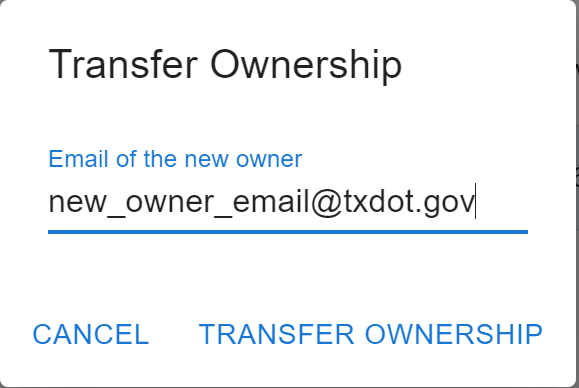 Transfer Ownership
Email of the new owner
new_owner_email@txdot.gov
CANCEL TRANSFER OWNERSHIP